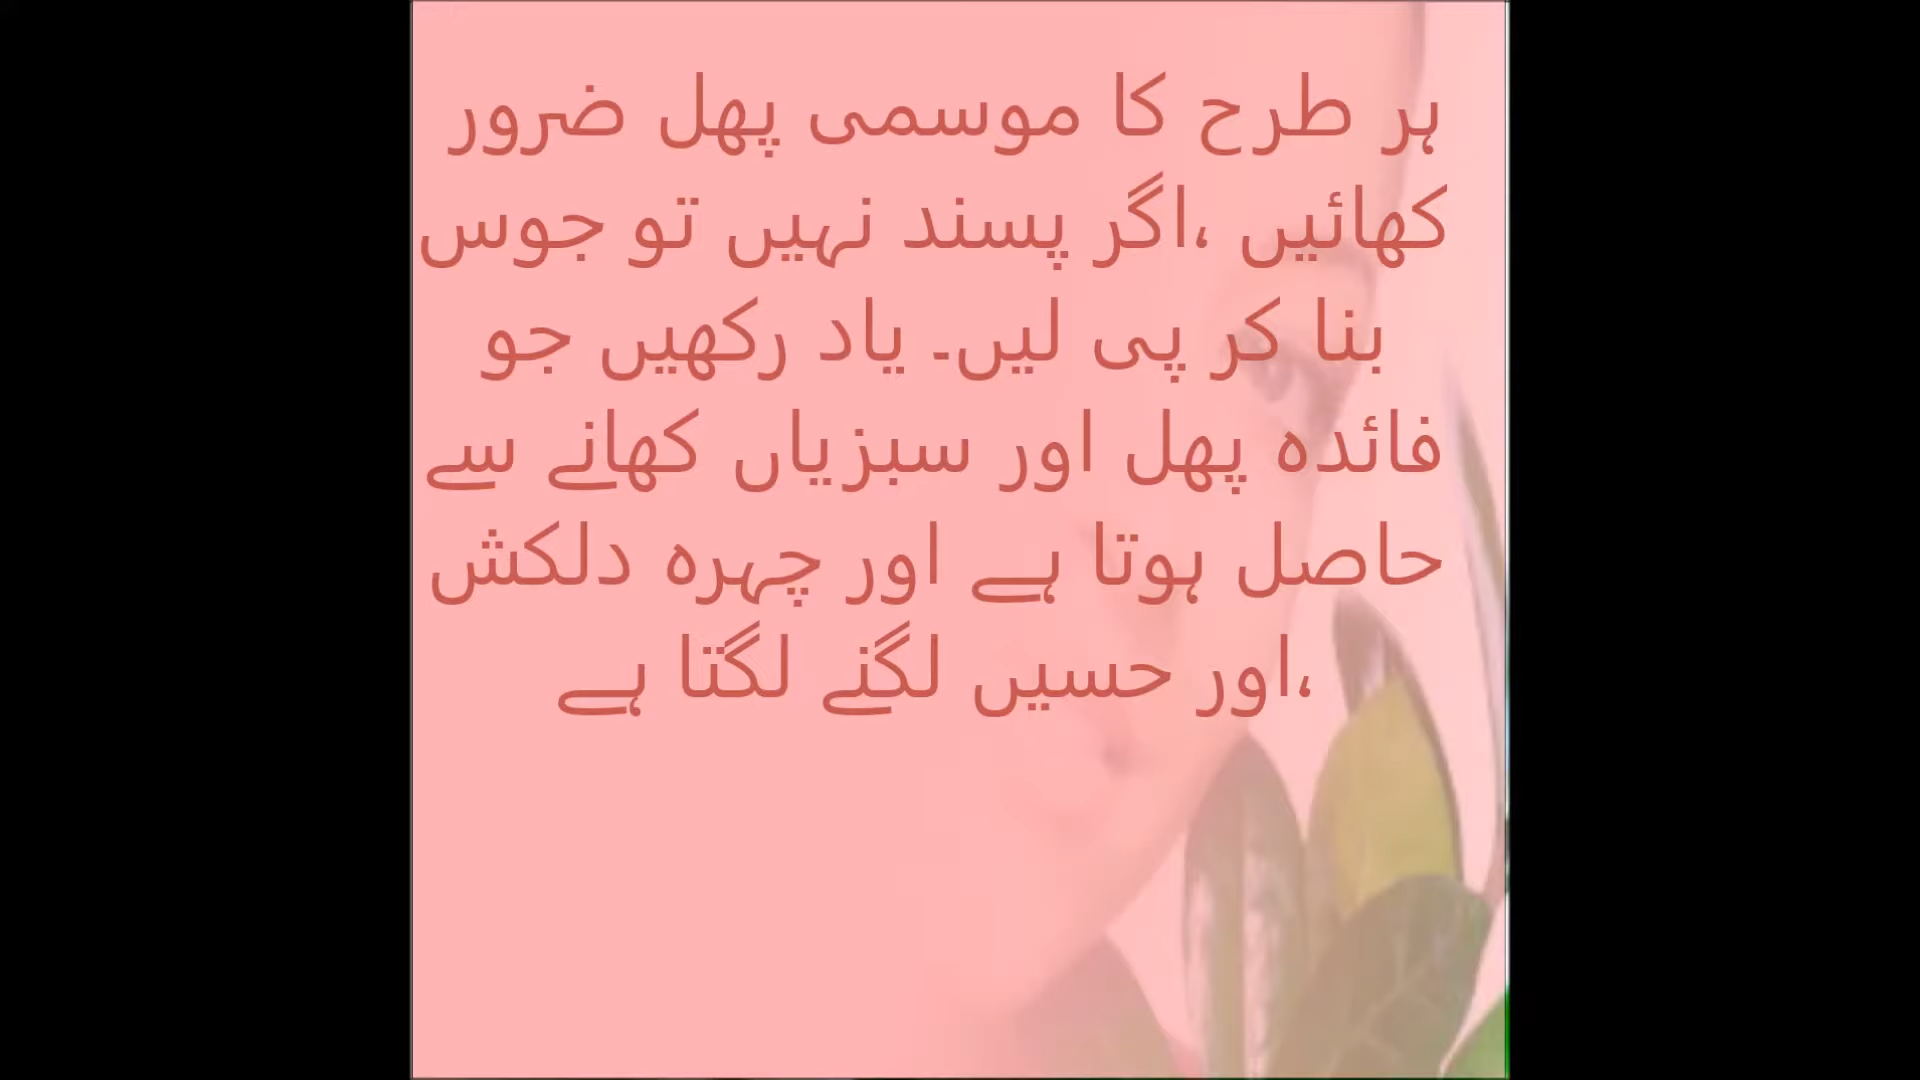 ہر طرح کا موسمی پھل ضرور
کھائیں ،اگر پسند نہیں تو جوس
بنا کر پی لیں۔ یاد رکھیں جو
فائدہ پھل اور سبزیاں کھانے سے
حاصل ہوتا ہے اور چہرہ دلکش
،اور حسیں لگنے لگتا ہے